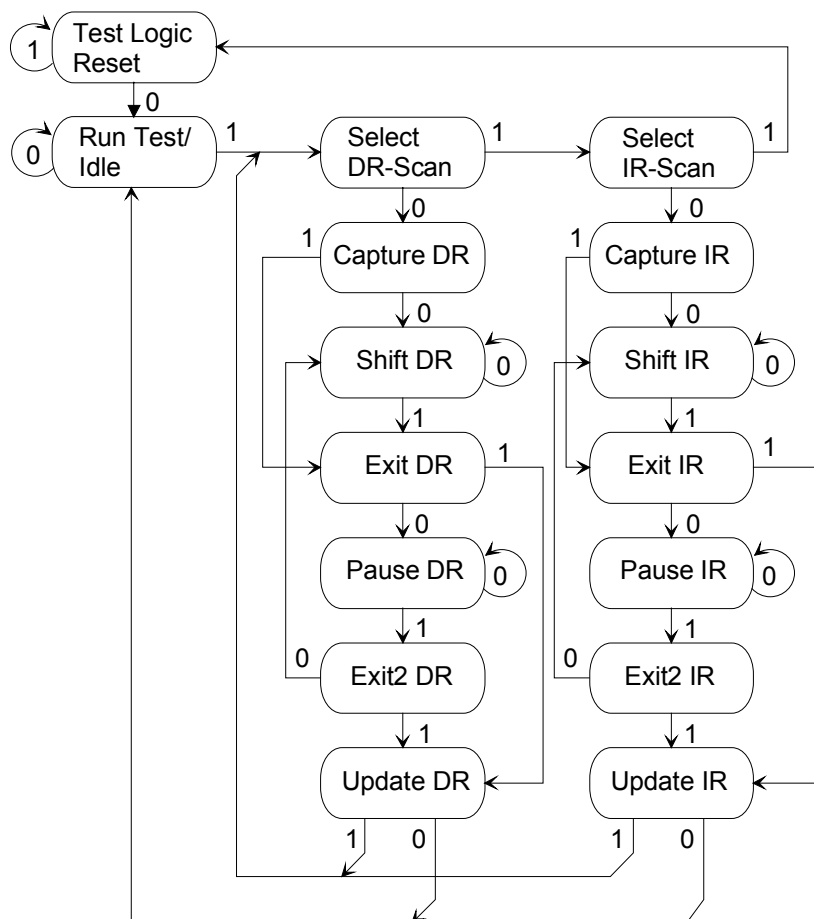 Test Logic
Reset
1
0
Run Test/
Idle
0
1
Select
DR-Scan
1
Select
IR-Scan
1
0
0
1
Capture DR
1
Capture IR
0
0
Shift DR
0
Shift IR
0
1
1
Exit DR
1
Exit IR
1
0
0
Pause DR
0
Pause IR
0
1
1
0
Exit2 DR
0
Exit2 IR
1
1
Update DR
Update IR
1
0
1
0